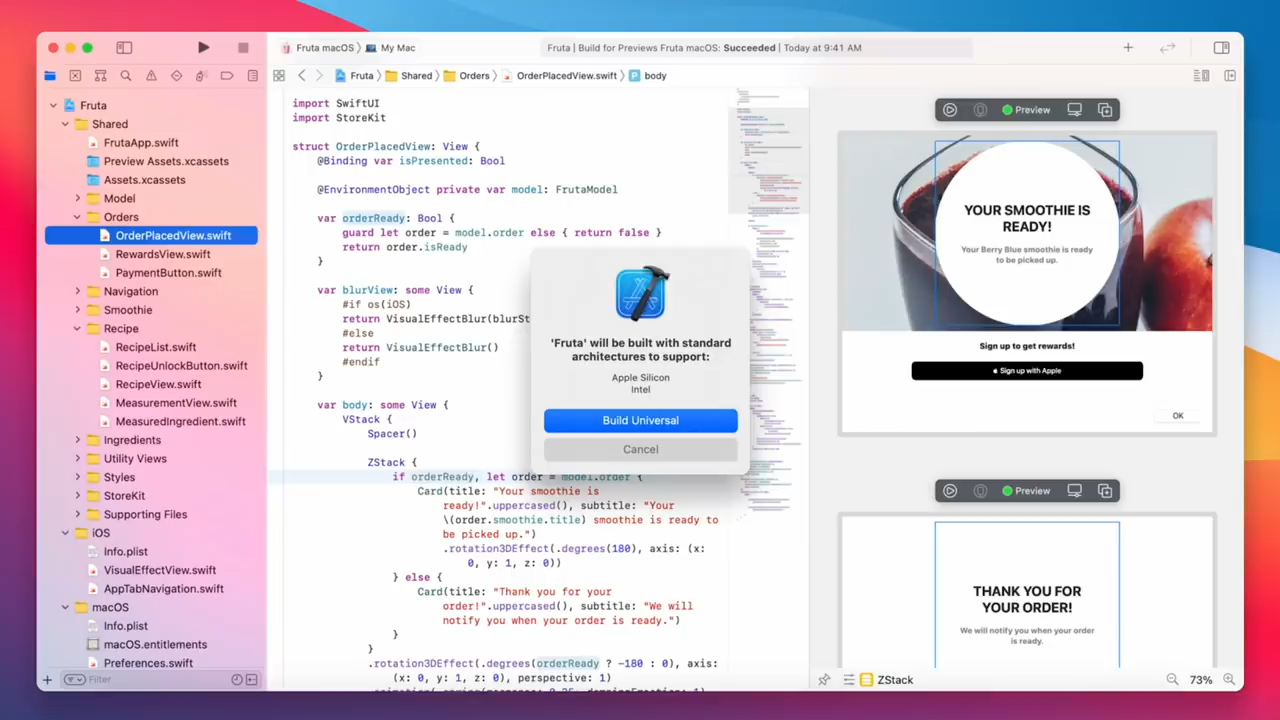 Fruta macOS 〉 My Mac
Fruta | Build for Previews Fruta macOS: Succeeded | Today at 9:41 AM
Fruta 〉 Shared 〉 Orders 〉 OrderPlacedView.swift 〉 P body
Fruta
Shared
FrutaApp.swift
Preview Assets.xcassets
Assets.xcassets
Model
Orders
OrderPlacedView.swift
RewardsView.swift
PaymentButton.swift
Navigation
Smoothie
Recipe
RecipeList.swift
RecipeUnlockButton.swift
RecipeView.swift
MeasurementView.swift
MeasuredIngredient.swift
Ingredients
Utility Views
Styles
StoreKit
Supporting Files
iOS
Info.plist
VisualEffectView.swift
AppTabNavigation.swift
macOS
Info.plist
macOS.entitlements
Preferences.swift
Filter
import SwiftUI
import StoreKit
struct OrderPlacedView: View {
@Binding var isPresented: Bool
@EnvironmentObject private var model: FrutaModel
var orderReady: Bool {
guard let order = model.order else { return false }
return order.isReady
}
var blurView: some View {
#if os(iOS)
return VisualEffectBlur(blurSt
#else
return VisualEffectBlur()
#endif
}
var body: some View {
VStack {
Spacer()
ZStack {
if orderReady, let order = model.order {
Card(title: "Your smoothie is
ready!".uppercased(), subtitle: "Your
\(order.smoothie.title) smoothie is ready to
be picked up.")
.rotation3DEffect(.degrees(180), axis: (x:
0, y: 1, z: 0))
} else {
Card(title: "Thank you for your
order!".uppercased(), subtitle: "We will
notify you when your order is ready.")
}
}
.rotation3DEffect(.degrees(orderReady ? -180 : 0), axis:
(x: 0, y: 1, z: 0), perspective: 1)
'Fruta' will be built with standard
architectures to support:
Apple Silicon
Intel
Build Universal
Cancel
Preview
YOUR SMOOTHIE IS
READY!
Your Berry Blue smoothie is ready
to be picked up.
Sign up to get rewards!
Sign up with Apple
OK
Preview
THANK YOU FOR
YOUR ORDER!
We will notify you when your order
is ready.
ZStack
73%